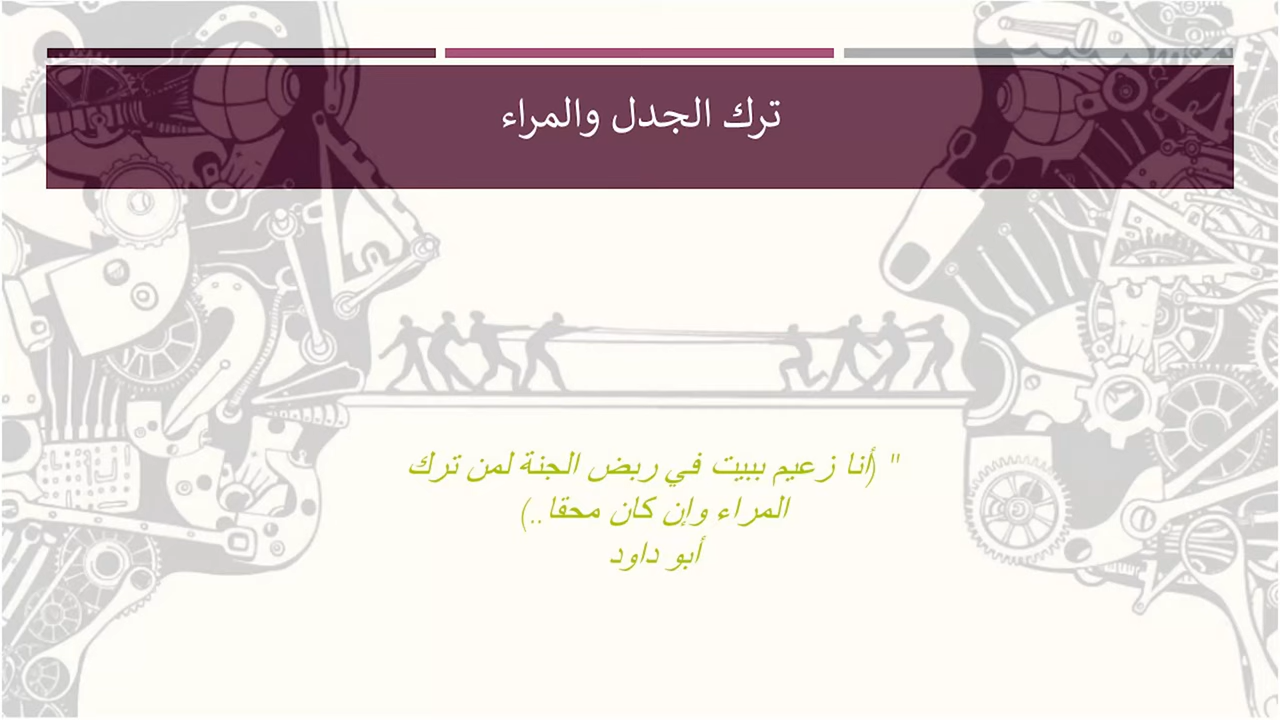 ترك الجدل والمراء
" (أنا زعيم ببيت في ربض الجنة لمن ترك
المراء وإن كان محقا..)
أبو داود